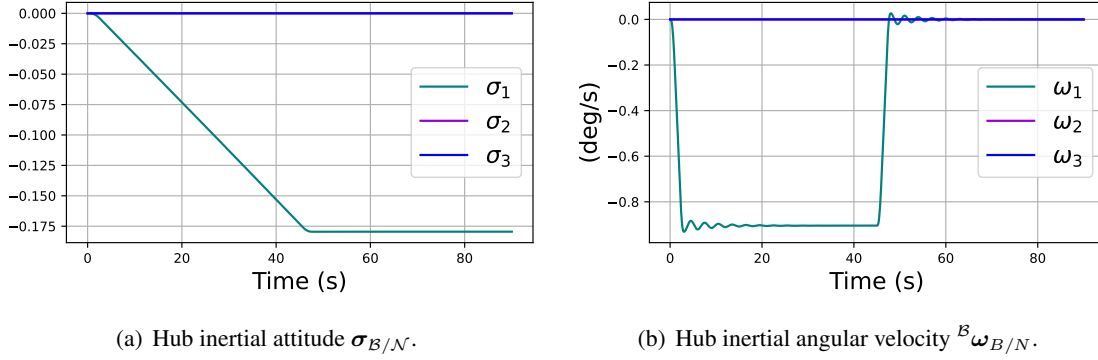 0.000
−0.025
−0.050
−0.075
−0.100
−0.125
−0.150
−0.175
0
20
40
60
80
Time (s)
σ1
σ2
σ3
(deg/s)
0.0
−0.2
−0.4
−0.6
−0.8
0
20
40
60
80
Time (s)
ω1
ω2
ω3
(a) Hub inertial attitude σ_{B/N}.
(b) Hub inertial angular velocity ^Bω_{B/N}.